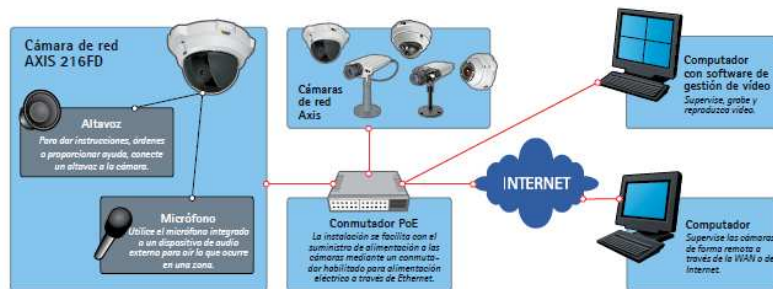 Cámara de red
AXIS 216FD
Altavoz
Para dar instrucciones, órdenes
o proporcionar ayuda, conecte
un altavoz a la cámara.
Micrófono
Utilice el micrófono integrado
o un dispositivo de audio
externo para oír lo que ocurre
en una zona.
Cámaras
de red
Axis
Conmutador PoE
La instalación se facilita con el
suministro de alimentación a las
cámaras mediante un conmuta-
dor habilitado para alimentación
eléctrica a través de Ethernet.
INTERNET
Computador
con software de
gestión de vídeo
Supervise, grabe y
reproduzca vídeo.
Computador
Supervise las cámaras
de forma remota a
través de la WAN o de
Internet.